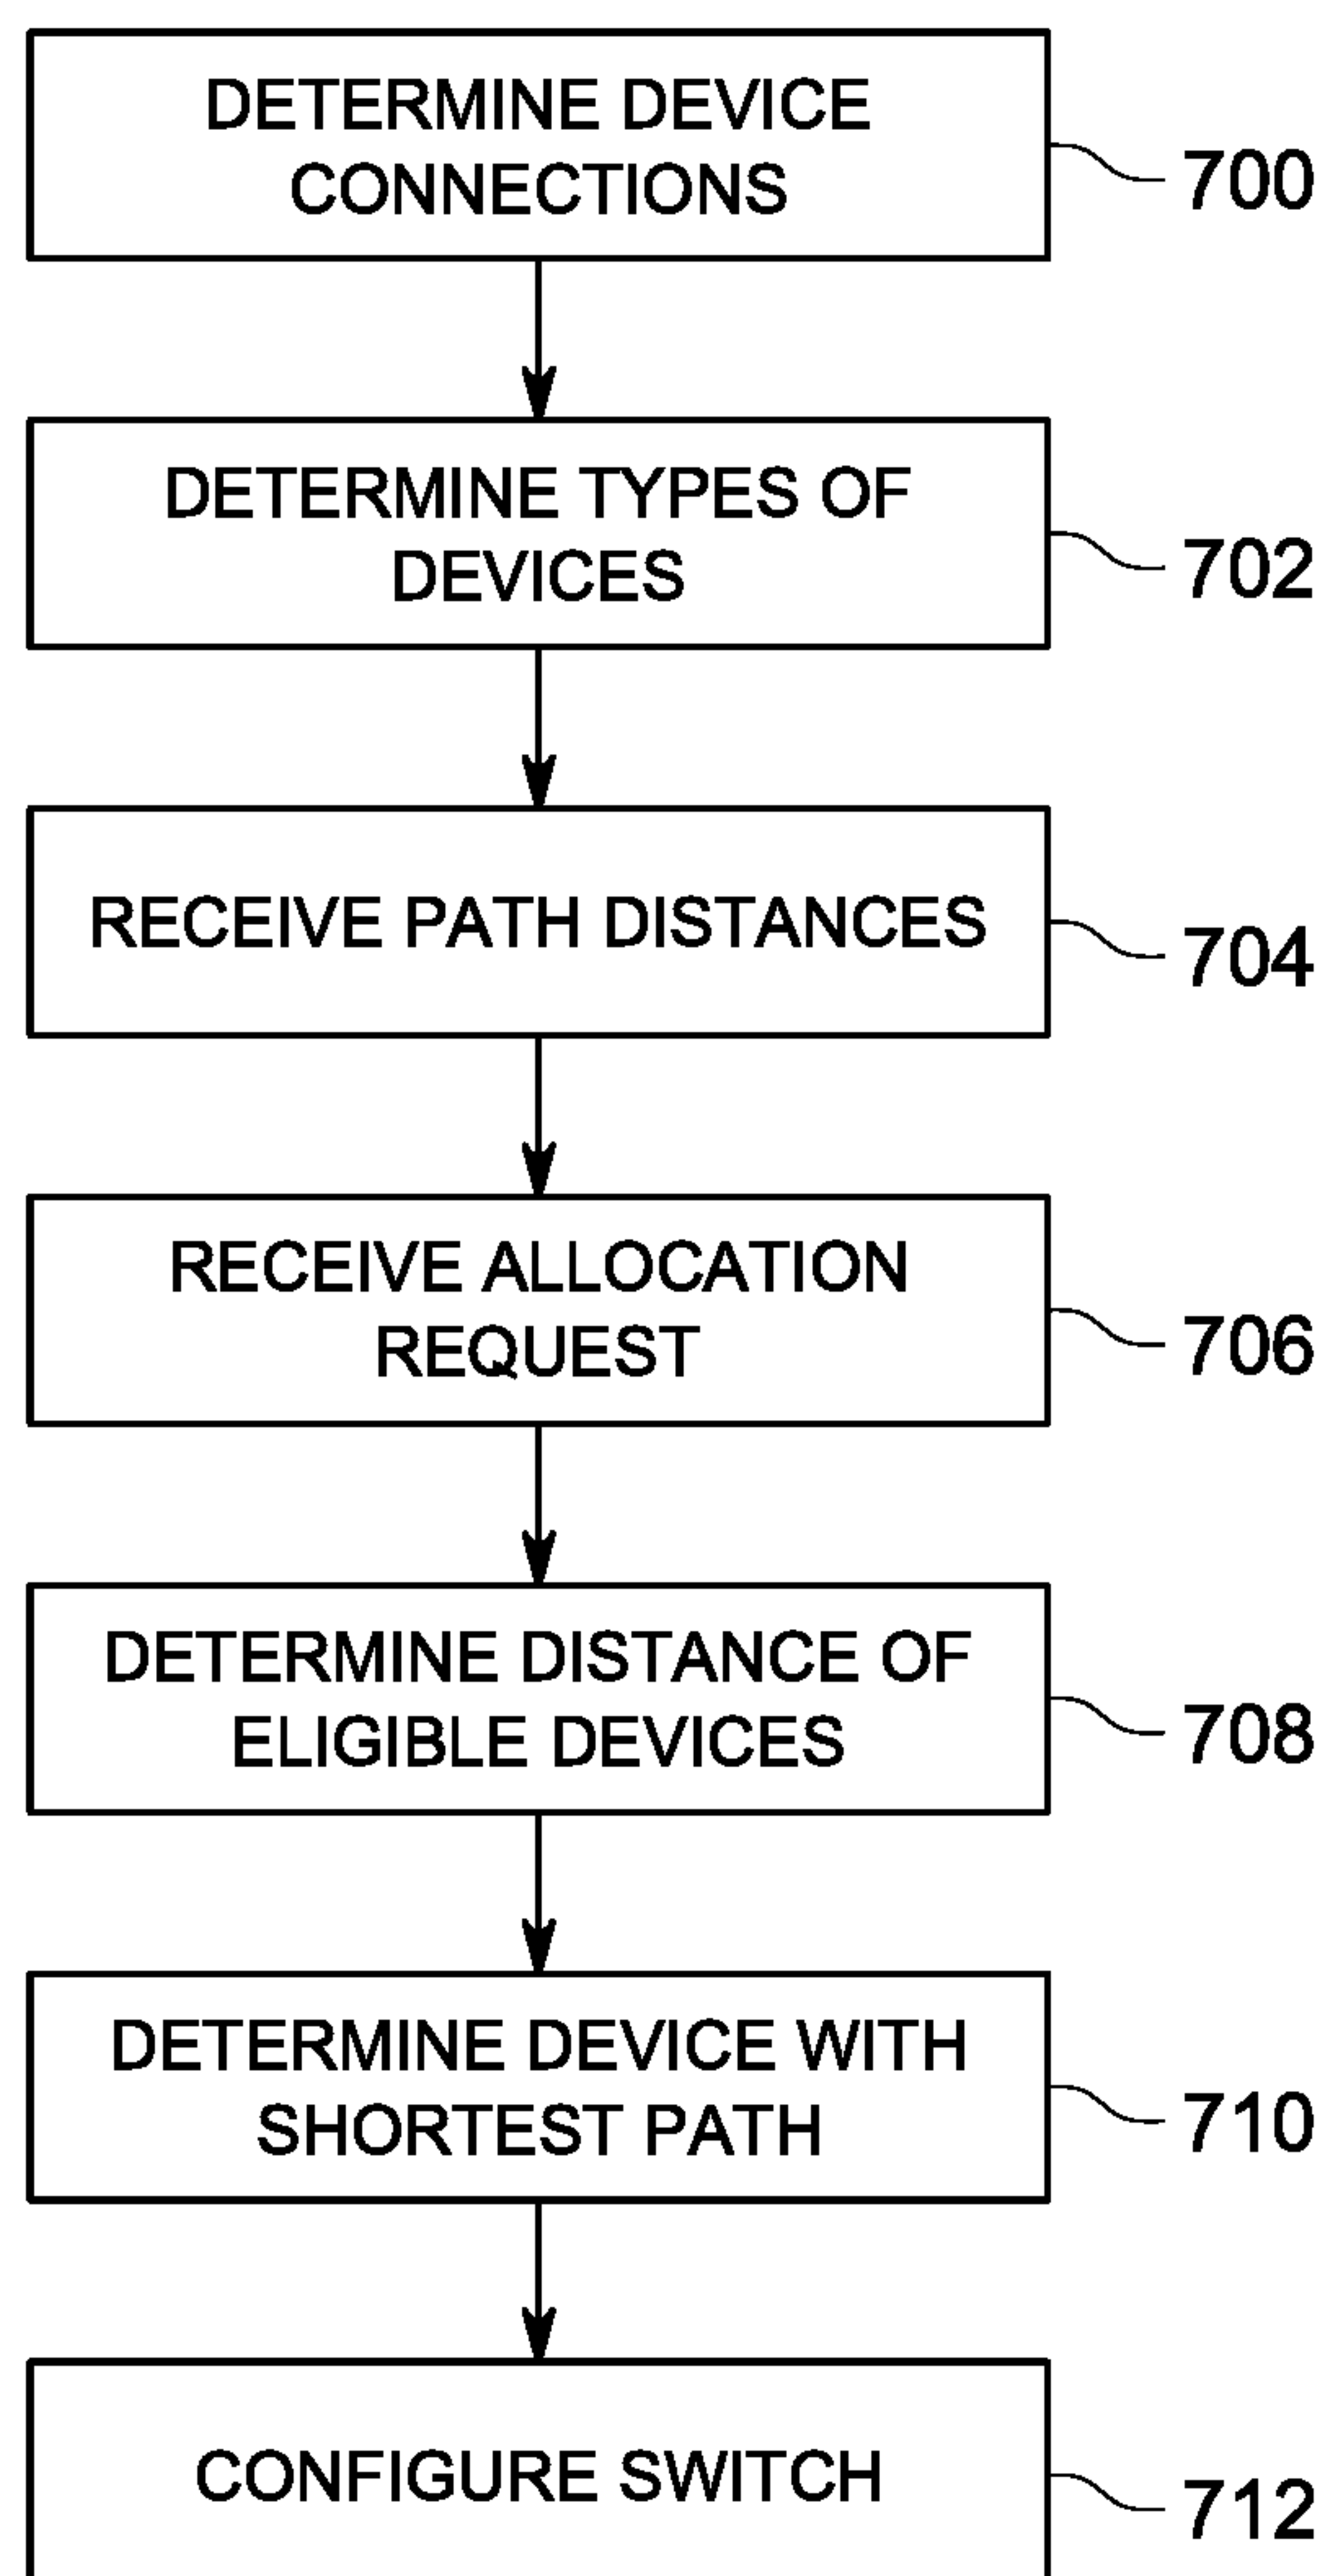 DETERMINE DEVICE
CONNECTIONS
700
DETERMINE TYPES OF
DEVICES
702
RECEIVE PATH DISTANCES
704
RECEIVE ALLOCATION
REQUEST
706
DETERMINE DISTANCE OF
ELIGIBLE DEVICES
708
DETERMINE DEVICE WITH
SHORTEST PATH
710
CONFIGURE SWITCH
712